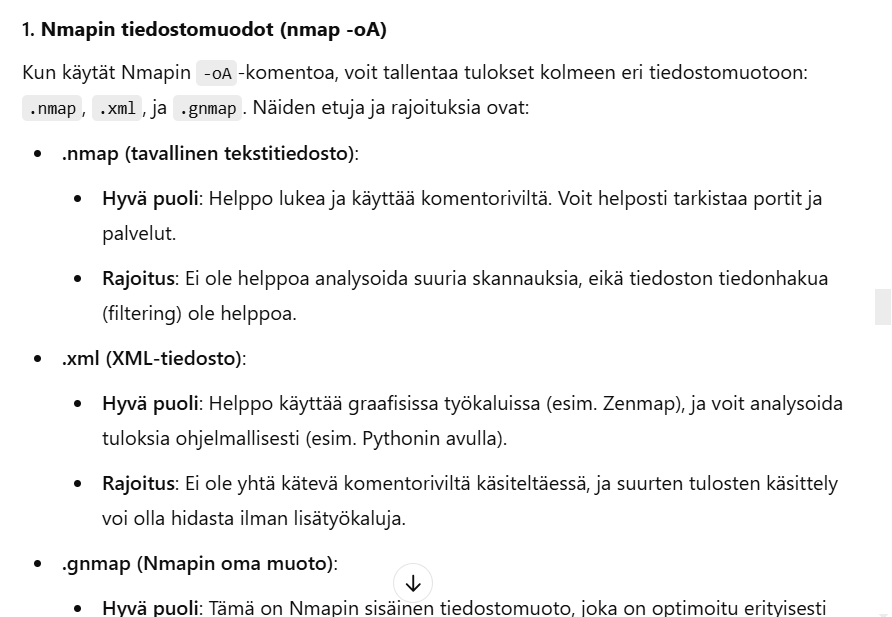 1. Nmapin tiedostomuodot (nmap -oA)
Kun käytät Nmapin -oA-komentoa, voit tallentaa tulokset kolmeen eri tiedostomuotoon:
.nmap, .xml, ja .gnmap. Näiden etuja ja rajoituksia ovat:
• .nmap (tavallinen tekstitiedosto):
• Hyvä puoli: Helppo lukea ja käyttää komentoriviltä. Voit helposti tarkistaa portit ja
palvelut.
• Rajoitus: Ei ole helppoa analysoida suuria skannauksia, eikä tiedoston tiedonhakua
(filtering) ole helppoa.
• .xml (XML-tiedosto):
• Hyvä puoli: Helppo käyttää graafisissa työkaluissa (esim. Zenmap), ja voit analysoida
tuloksia ohjelmallisesti (esim. Pythonin avulla).
• Rajoitus: Ei ole yhtä kätevä komentoriviltä käsiteltäessä, ja suurten tulosten käsittely
voi olla hidasta ilman lisätyökaluja.
• .gnmap (Nmapin oma muoto):
• Hyvä puoli: Tämä on Nmapin sisäinen tiedostomuoto, joka on optimoitu erityisesti